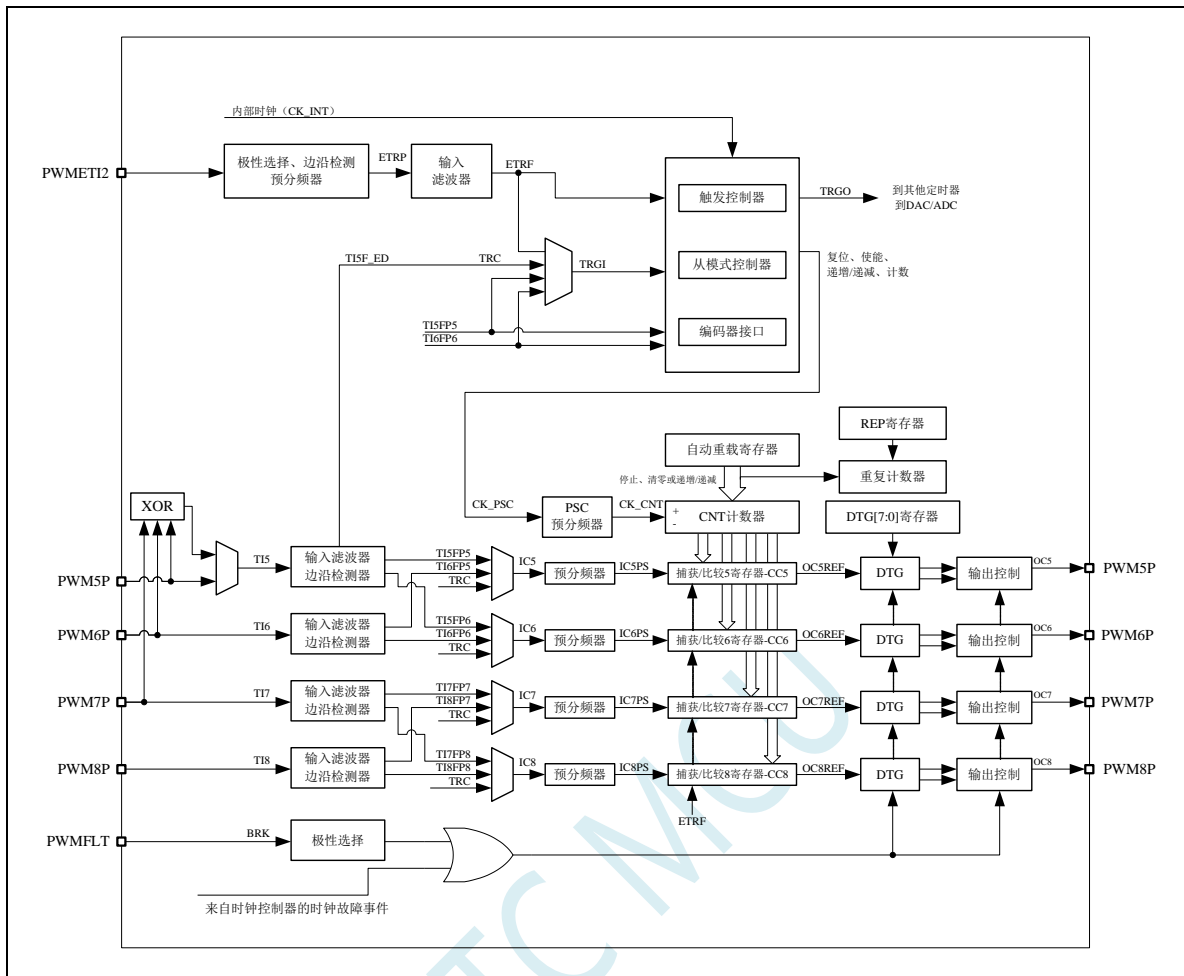 内部时钟（CK_INT）
PWMETI2
极性选择、边沿检测
预分频器
ETRP
输入
滤波器
ETRF
触发控制器
TRGO
到其他定时器
到DAC/ADC
TI5F_ED
TRC
TRGI
从模式控制器
复位、使能、
递增/递减、计数
TI5FP5
TI6FP6
编码器接口
REP寄存器
自动重载寄存器
重复计数器
停止、清零或递增/递减
CK_PSC
PSC
预分频器
CK_CNT
+
-
CNT计数器
DTG[7:0]寄存器
XOR
PWM5P
TI5
输入滤波器
边沿检测器
TI5FP5
TI6FP5
TRC
IC5
预分频器
IC5PS
捕获/比较5寄存器-CC5
OC5REF
DTG
输出控制
OC5
PWM5P
PWM6P
TI6
输入滤波器
边沿检测器
TI5FP6
TI6FP6
TRC
IC6
预分频器
IC6PS
捕获/比较6寄存器-CC6
OC6REF
DTG
输出控制
OC6
PWM6P
PWM7P
TI7
输入滤波器
边沿检测器
TI7FP7
TI8FP7
TRC
IC7
预分频器
IC7PS
捕获/比较7寄存器-CC7
OC7REF
DTG
输出控制
OC7
PWM7P
PWM8P
TI8
输入滤波器
边沿检测器
TI7FP8
TI8FP8
TRC
IC8
预分频器
IC8PS
捕获/比较8寄存器-CC8
OC8REF
DTG
输出控制
OC8
PWM8P
ETRF
PWMFLT
BRK
极性选择
来自时钟控制器的时钟故障事件
TC MCU